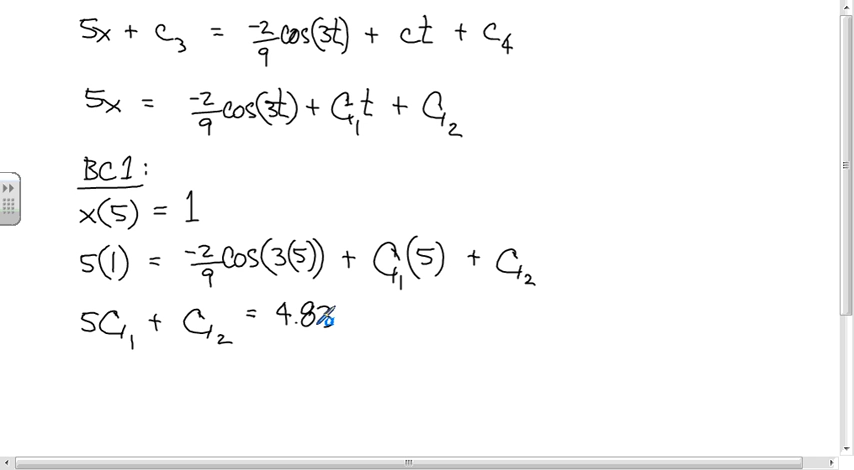 5x + c₃ = -2/9 cos(3t) + ct + c₄
5x = -2/9 cos(3t) + C₁t + C₂
BC1:
x(5) = 1
5(1) = -2/9 cos(3(5)) + C₁(5) + C₂
5C₁ + C₂ = 4.83